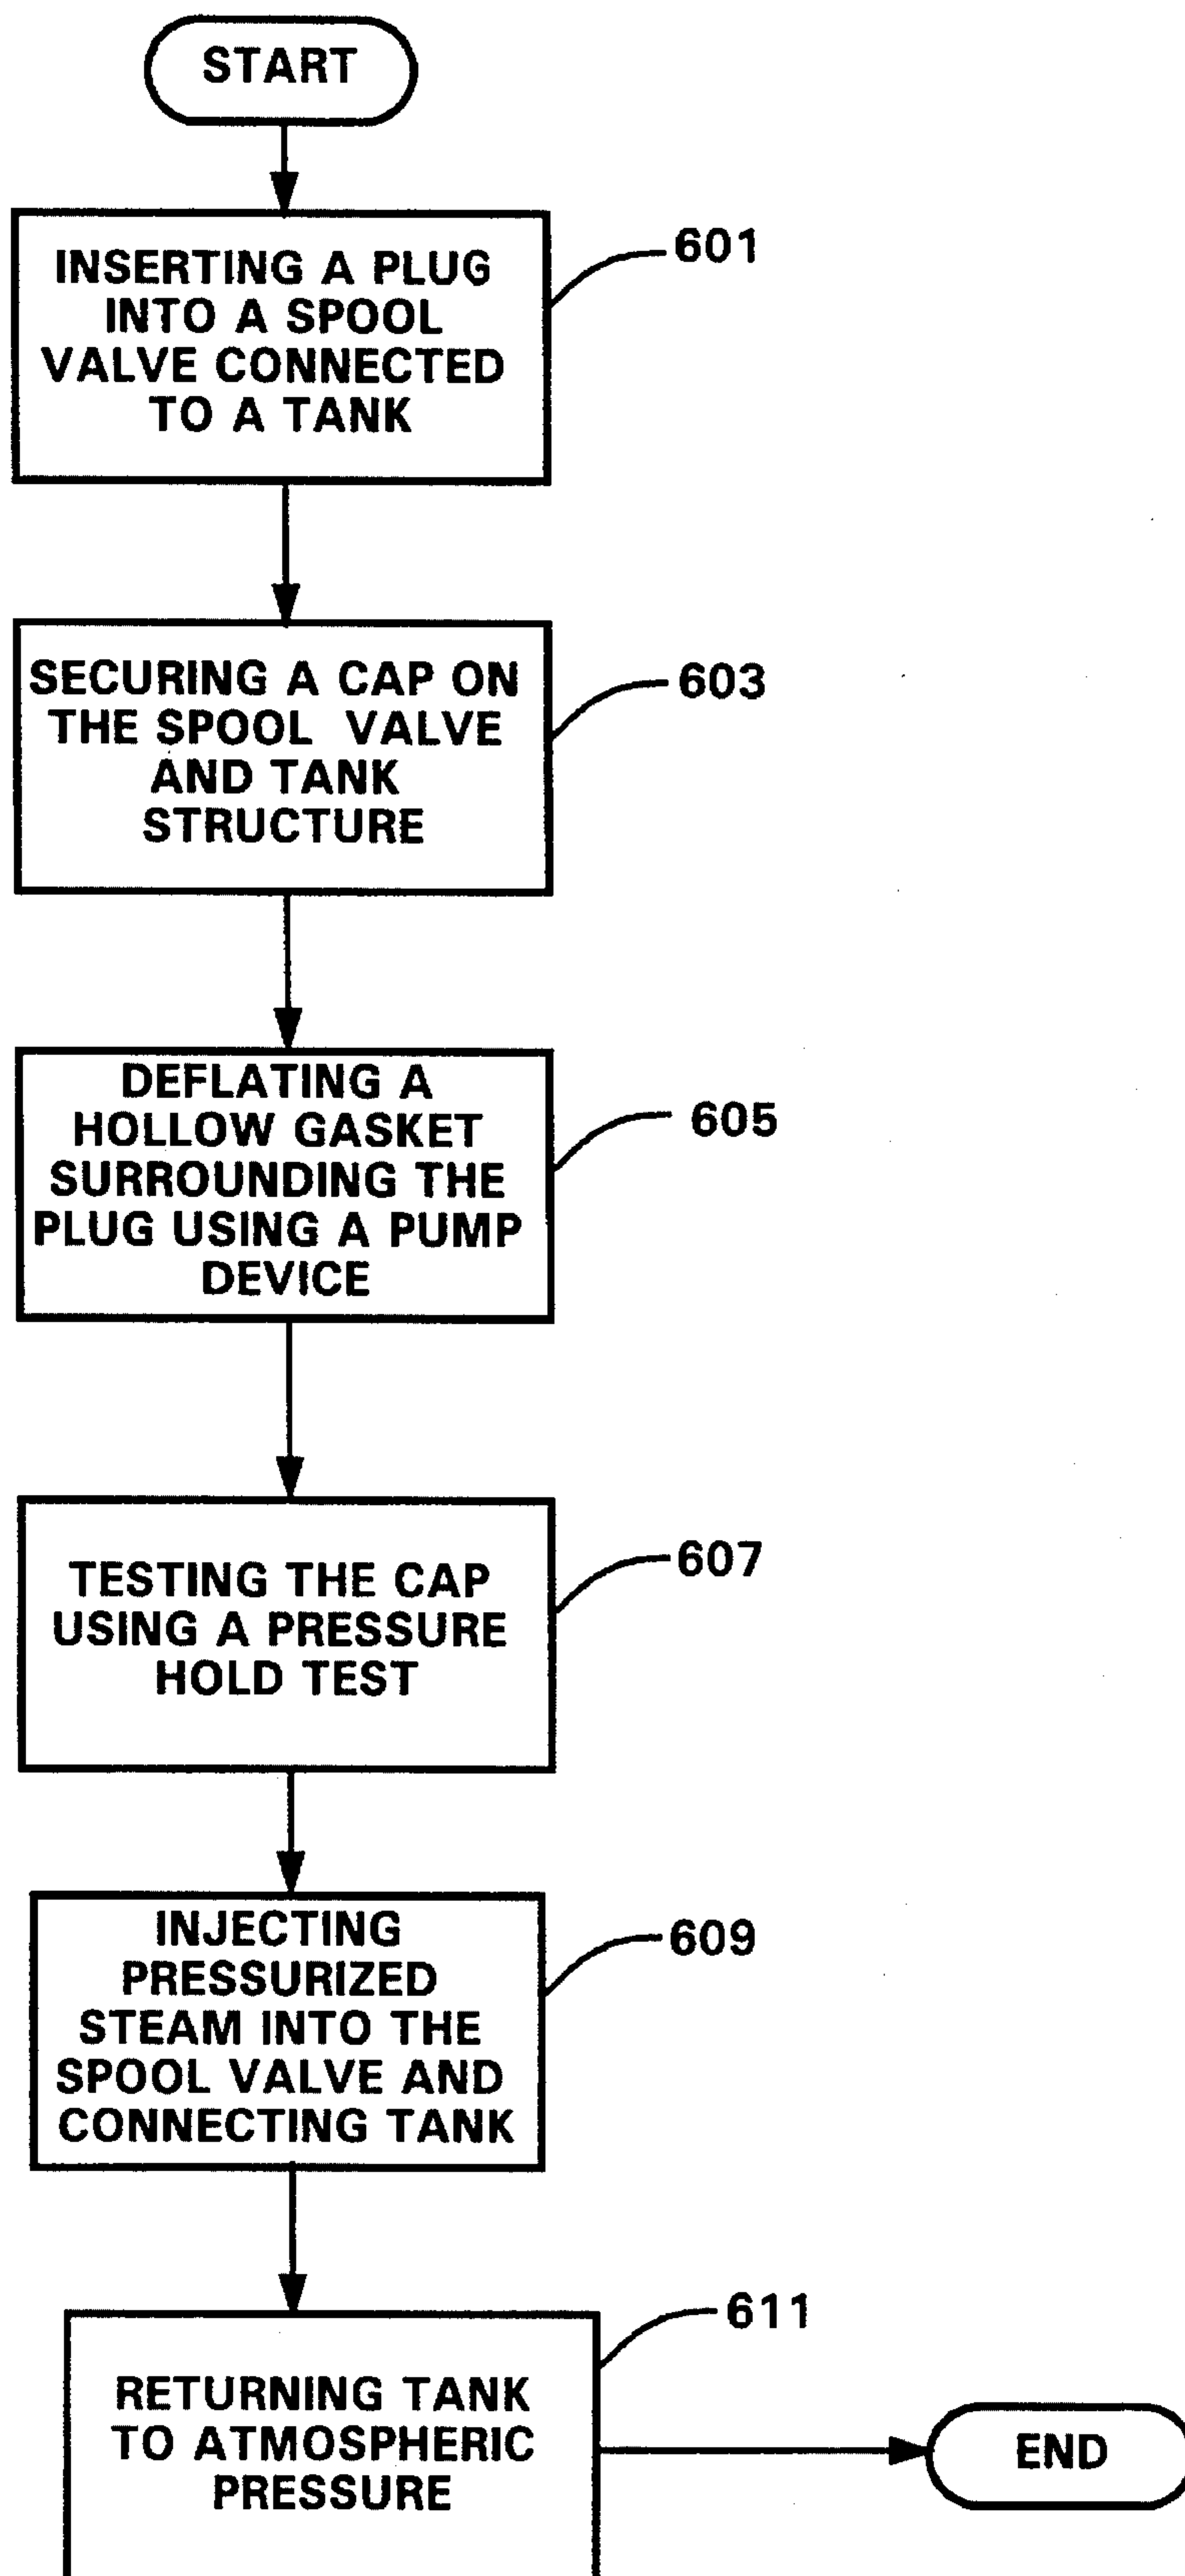 START
INSERTING A PLUG
INTO A SPOOL
VALVE CONNECTED
TO A TANK
601
SECURING A CAP ON
THE SPOOL VALVE
AND TANK
STRUCTURE
603
DEFLATING A
HOLLOW GASKET
SURROUNDING THE
PLUG USING A PUMP
DEVICE
605
TESTING THE CAP
USING A PRESSURE
HOLD TEST
607
INJECTING
PRESSURIZED
STEAM INTO THE
SPOOL VALVE AND
CONNECTING TANK
609
RETURNING TANK
TO ATMOSPHERIC
PRESSURE
611
END